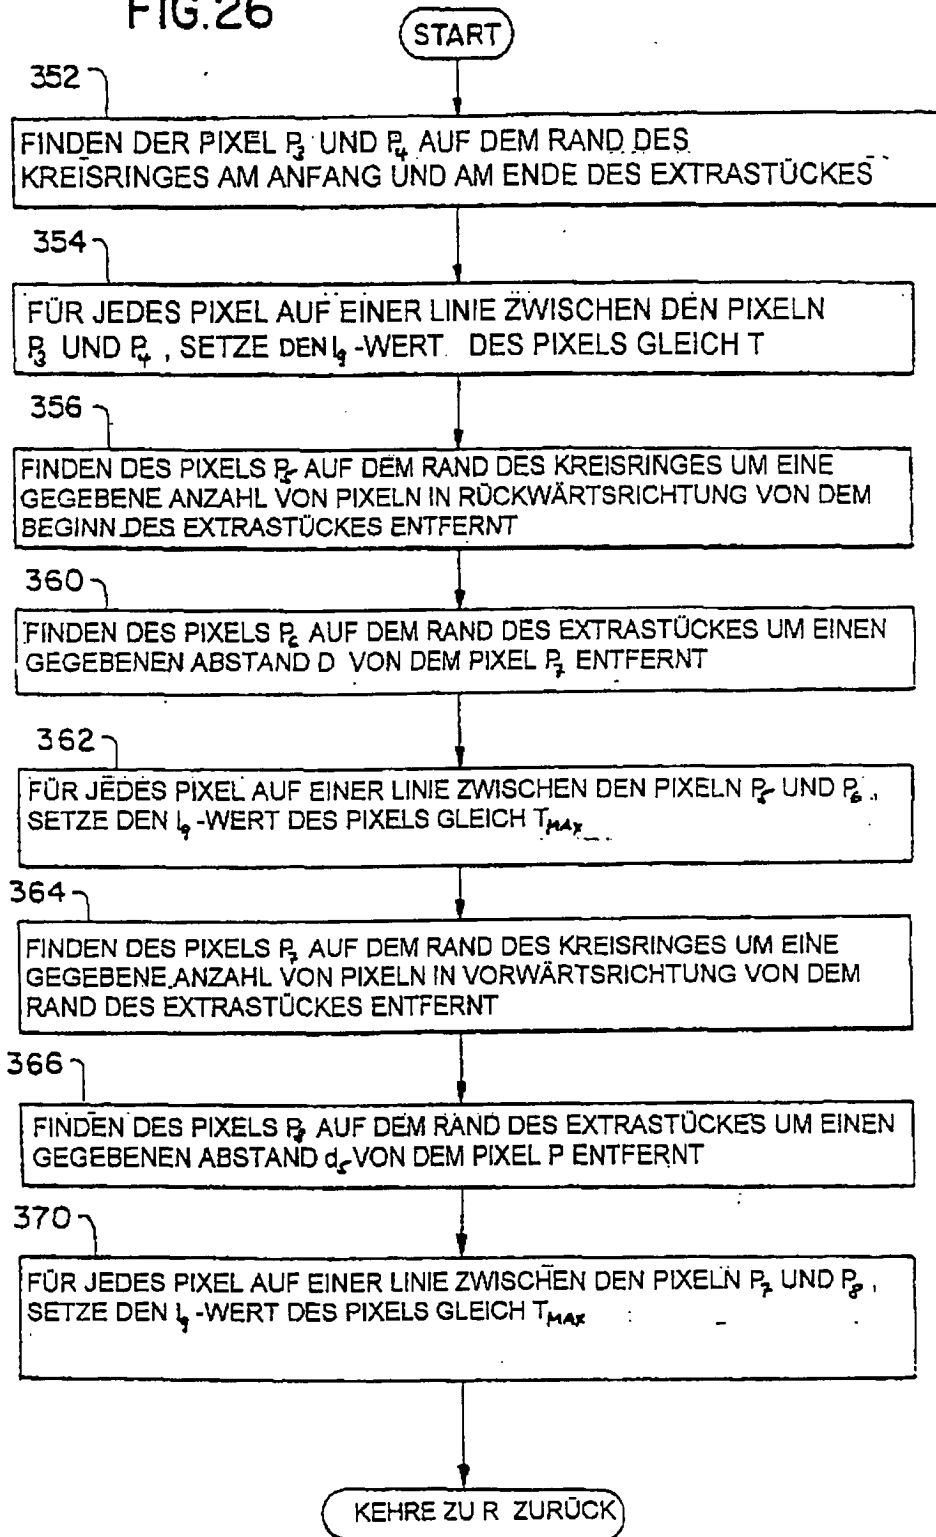 FIG.26
START
352
FINDEN DER PIXEL P₃ UND P₄ AUF DEM RAND DES
KREISRINGES AM ANFANG UND AM ENDE DES EXTRASTÜCKES
354
FÜR JEDES PIXEL AUF EINER LINIE ZWISCHEN DEN PIXELN
P₃ UND P₄, SETZE DEN I₉-WERT DES PIXELS GLEICH T
356
FINDEN DES PIXELS P₅ AUF DEM RAND DES KREISRINGES UM EINE
GEGEBENE ANZAHL VON PIXELN IN RÜCKWÄRTSRICHTUNG VON DEM
BEGINN DES EXTRASTÜCKES ENTFERNT
360
FINDEN DES PIXELS P₆ AUF DEM RAND DES EXTRASTÜCKES UM EINEN
GEGEBENEN ABSTAND D VON DEM PIXEL P₇ ENTFERNT
362
FÜR JEDES PIXEL AUF EINER LINIE ZWISCHEN DEN PIXELN P₅ UND P₆,
SETZE DEN I₉-WERT DES PIXELS GLEICH T_MAX
364
FINDEN DES PIXELS P₇ AUF DEM RAND DES KREISRINGES UM EINE
GEGEBENE ANZAHL VON PIXELN IN VORWÄRTSRICHTUNG VON DEM
RAND DES EXTRASTÜCKES ENTFERNT
366
FINDEN DES PIXELS P₈ AUF DEM RAND DES EXTRASTÜCKES UM EINEN
GEGEBENEN ABSTAND d₅ VON DEM PIXEL P ENTFERNT
370
FÜR JEDES PIXEL AUF EINER LINIE ZWISCHEN DEN PIXELN P₇ UND P₈,
SETZE DEN I₉-WERT DES PIXELS GLEICH T_MAX
KEHRE ZU R ZURÜCK